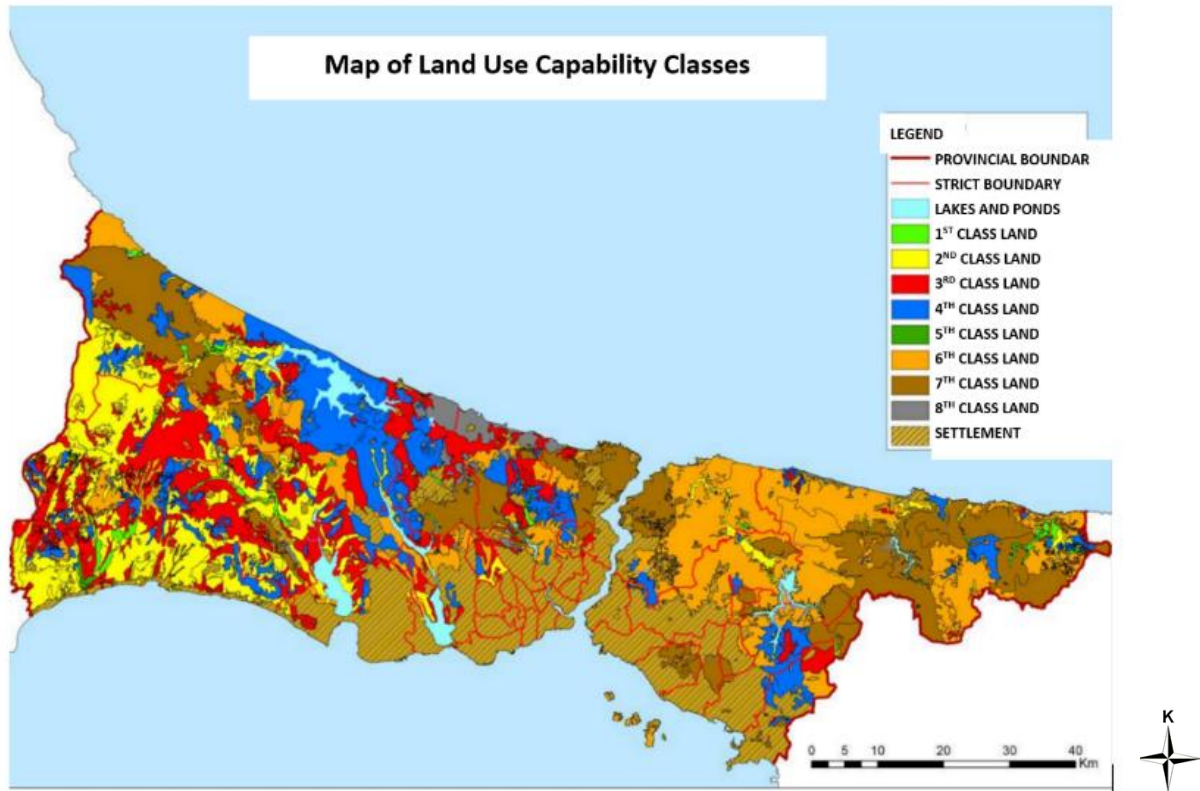 Map of Land Use Capability Classes
LEGEND
PROVINCIAL BOUNDAR
STRICT BOUNDARY
LAKES AND PONDS
1ST CLASS LAND
2ND CLASS LAND
3RD CLASS LAND
4TH CLASS LAND
5TH CLASS LAND
6TH CLASS LAND
7TH CLASS LAND
8TH CLASS LAND
SETTLEMENT
K
0 5 10 20 30 40
Km